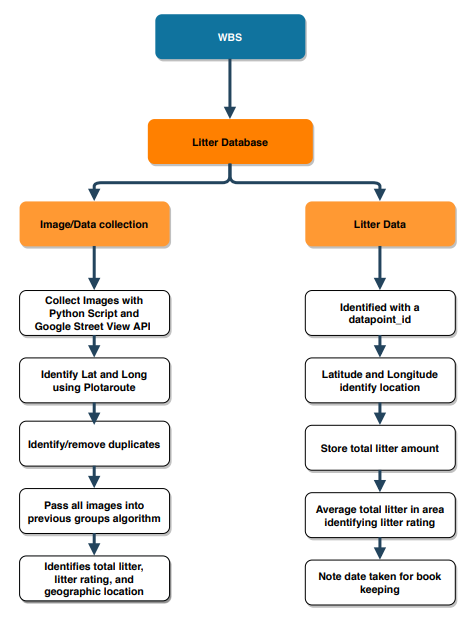 WBS
Litter Database
Image/Data collection
Litter Data
Collect Images with
Python Script and
Google Street View API
Identify Lat and Long
using Plotaroute
Identify/remove duplicates
Pass all images into
previous groups algorithm
Identifies total litter,
litter rating, and
geographic location
Identified with a
datapoint_id
Latitude and Longitude
identify location
Store total litter amount
Average total litter in area
identifying litter rating
Note date taken for book
keeping